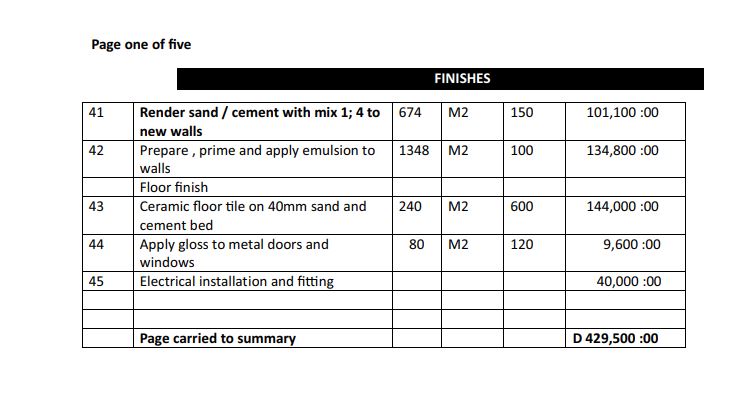 Page one of five
FINISHES
41 Render sand / cement with mix 1; 4 to 674 M2 150 101,100 :00
new walls
42 Prepare , prime and apply emulsion to 1348 M2 100 134,800 :00
walls
Floor finish
43 Ceramic floor tile on 40mm sand and 240 M2 600 144,000 :00
cement bed
44 Apply gloss to metal doors and 80 M2 120 9,600 :00
windows
45 Electrical installation and fitting 40,000 :00
Page carried to summary D 429,500 :00